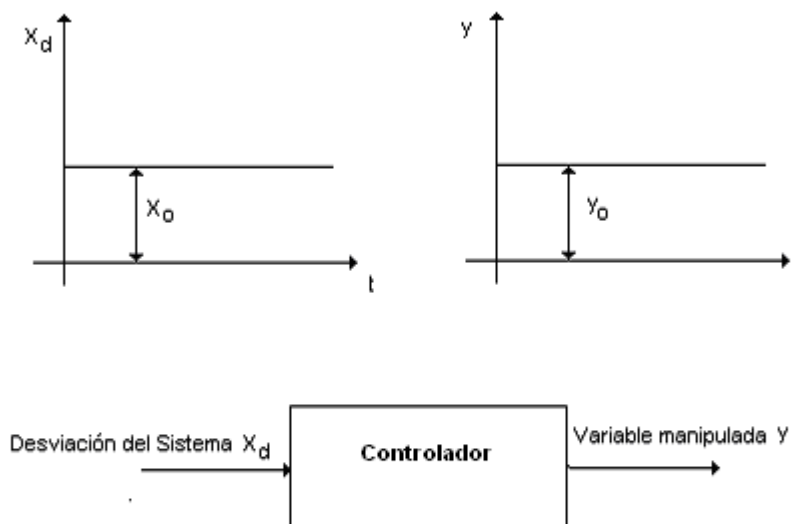 Xd
Xo
t
y
yo
Desviación del Sistema Xd
Controlador
Variable manipulada y